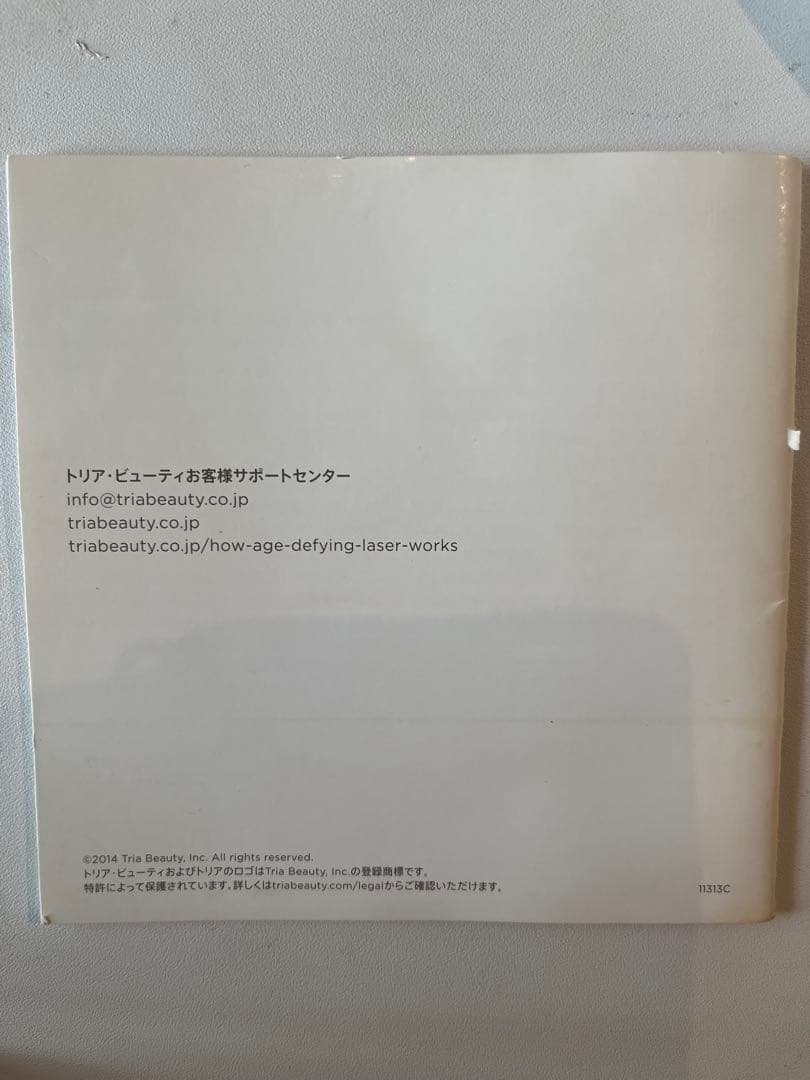 トリア・ビューティお客様サポートセンター
info@triabeauty.co.jp
triabeauty.co.jp
triabeauty.co.jp/how-age-defying-laser-works
©2014 Tria Beauty, Inc. All rights reserved.
トリア・ビューティおよびトリアのロゴはTria Beauty, Inc.の登録商標です。
特許によって保護されています。詳しくはtriabeauty.com/legalからご確認いただけます。
11313C